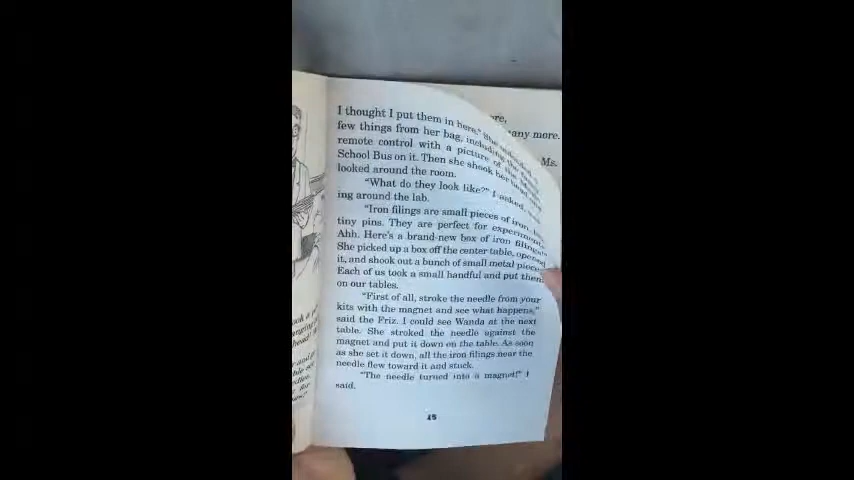 I thought I put them in here."
few things from her bag, including
remote control with a picture of the
School Bus on it. Then she shook her head and
looked around the room.
"What do they look like?" I asked,
ing around the lab.
"Iron filings are small pieces of iron,
tiny pins. They are perfect for experiments.
Ahh. Here's a brand-new box of iron filings!"
She picked up a box off the center table, opened
it, and shook out a bunch of small metal pieces.
Each of us took a small handful and put them
on our tables.
"First of all, stroke the needle from your
kits with the magnet and see what happens,"
said the Friz. I could see Wanda at the next
table. She stroked the needle against the
magnet and put it down on the table. As soon
as she set it down, all the iron filings near the
needle flew toward it and stuck.
"The needle turned into a magnet!" I
said.
15
any more.
Ms.